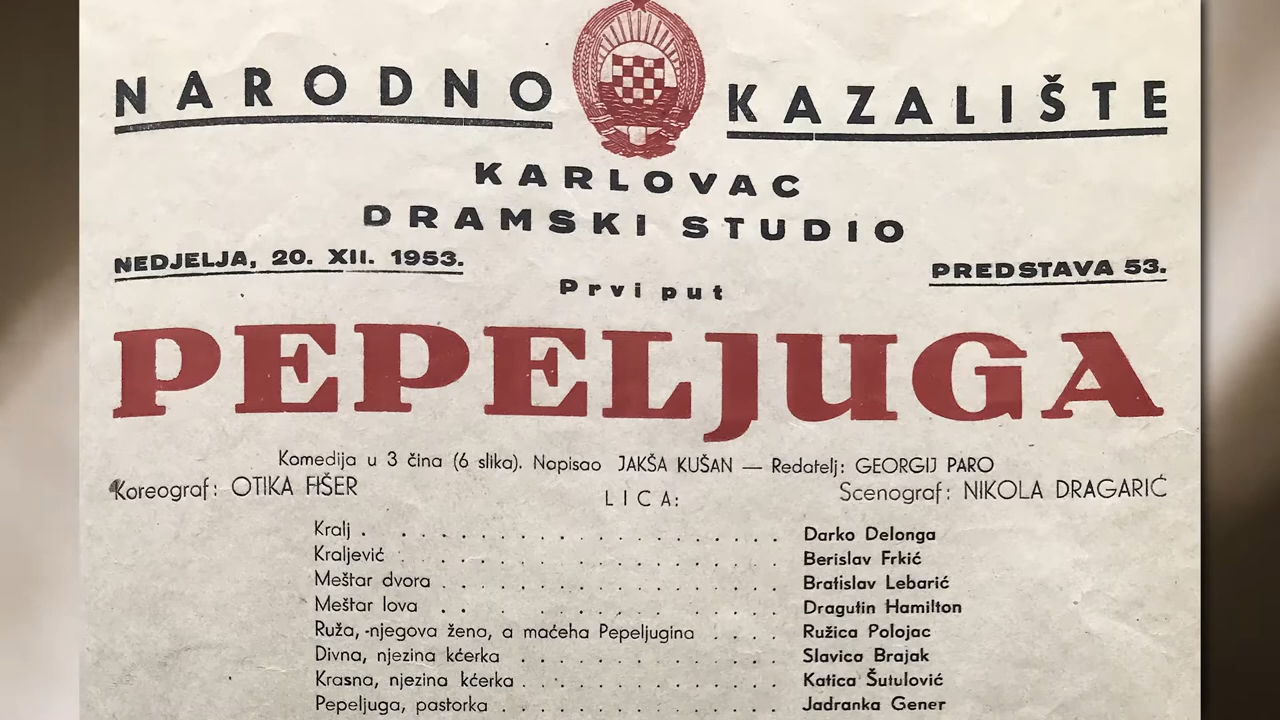 NARODNO KAZALIŠTE
KARLOVAC
DRAMSKI STUDIO
NEDJELJA, 20. XII. 1953.
PREDSTAVA 53.
Prvi put
PEPELJUGA
Komedija u 3 čina (6 slika). Napisao JAKŠA KUŠAN — Redatelj: GEORGIJ PARO
Koreograf: OTIKA FIŠER
Scenograf: NIKOLA DRAGARIĆ
LICA:
Kralj . . . . . . . . . . . . . . . . . . . . Darko Delonga
Kraljević . . . . . . . . . . . . . . . . . . Berislav Frkić
Meštar dvora . . . . . . . . . . . . . . . . Bratislav Lebarić
Meštar lova . . . . . . . . . . . . . . . . Dragutin Hamilton
Ruža, -njegova ženo, a maćeha Pepeljugina . . . . Ružica Polojac
Divna, njezina kćerka . . . . . . . . . . . . . Slavica Brajak
Krasna, njezina kćerka . . . . . . . . . . . . Katica Šutulović
Pepeljuga, pastorka . . . . . . . . . . . . . . Jadranka Gener